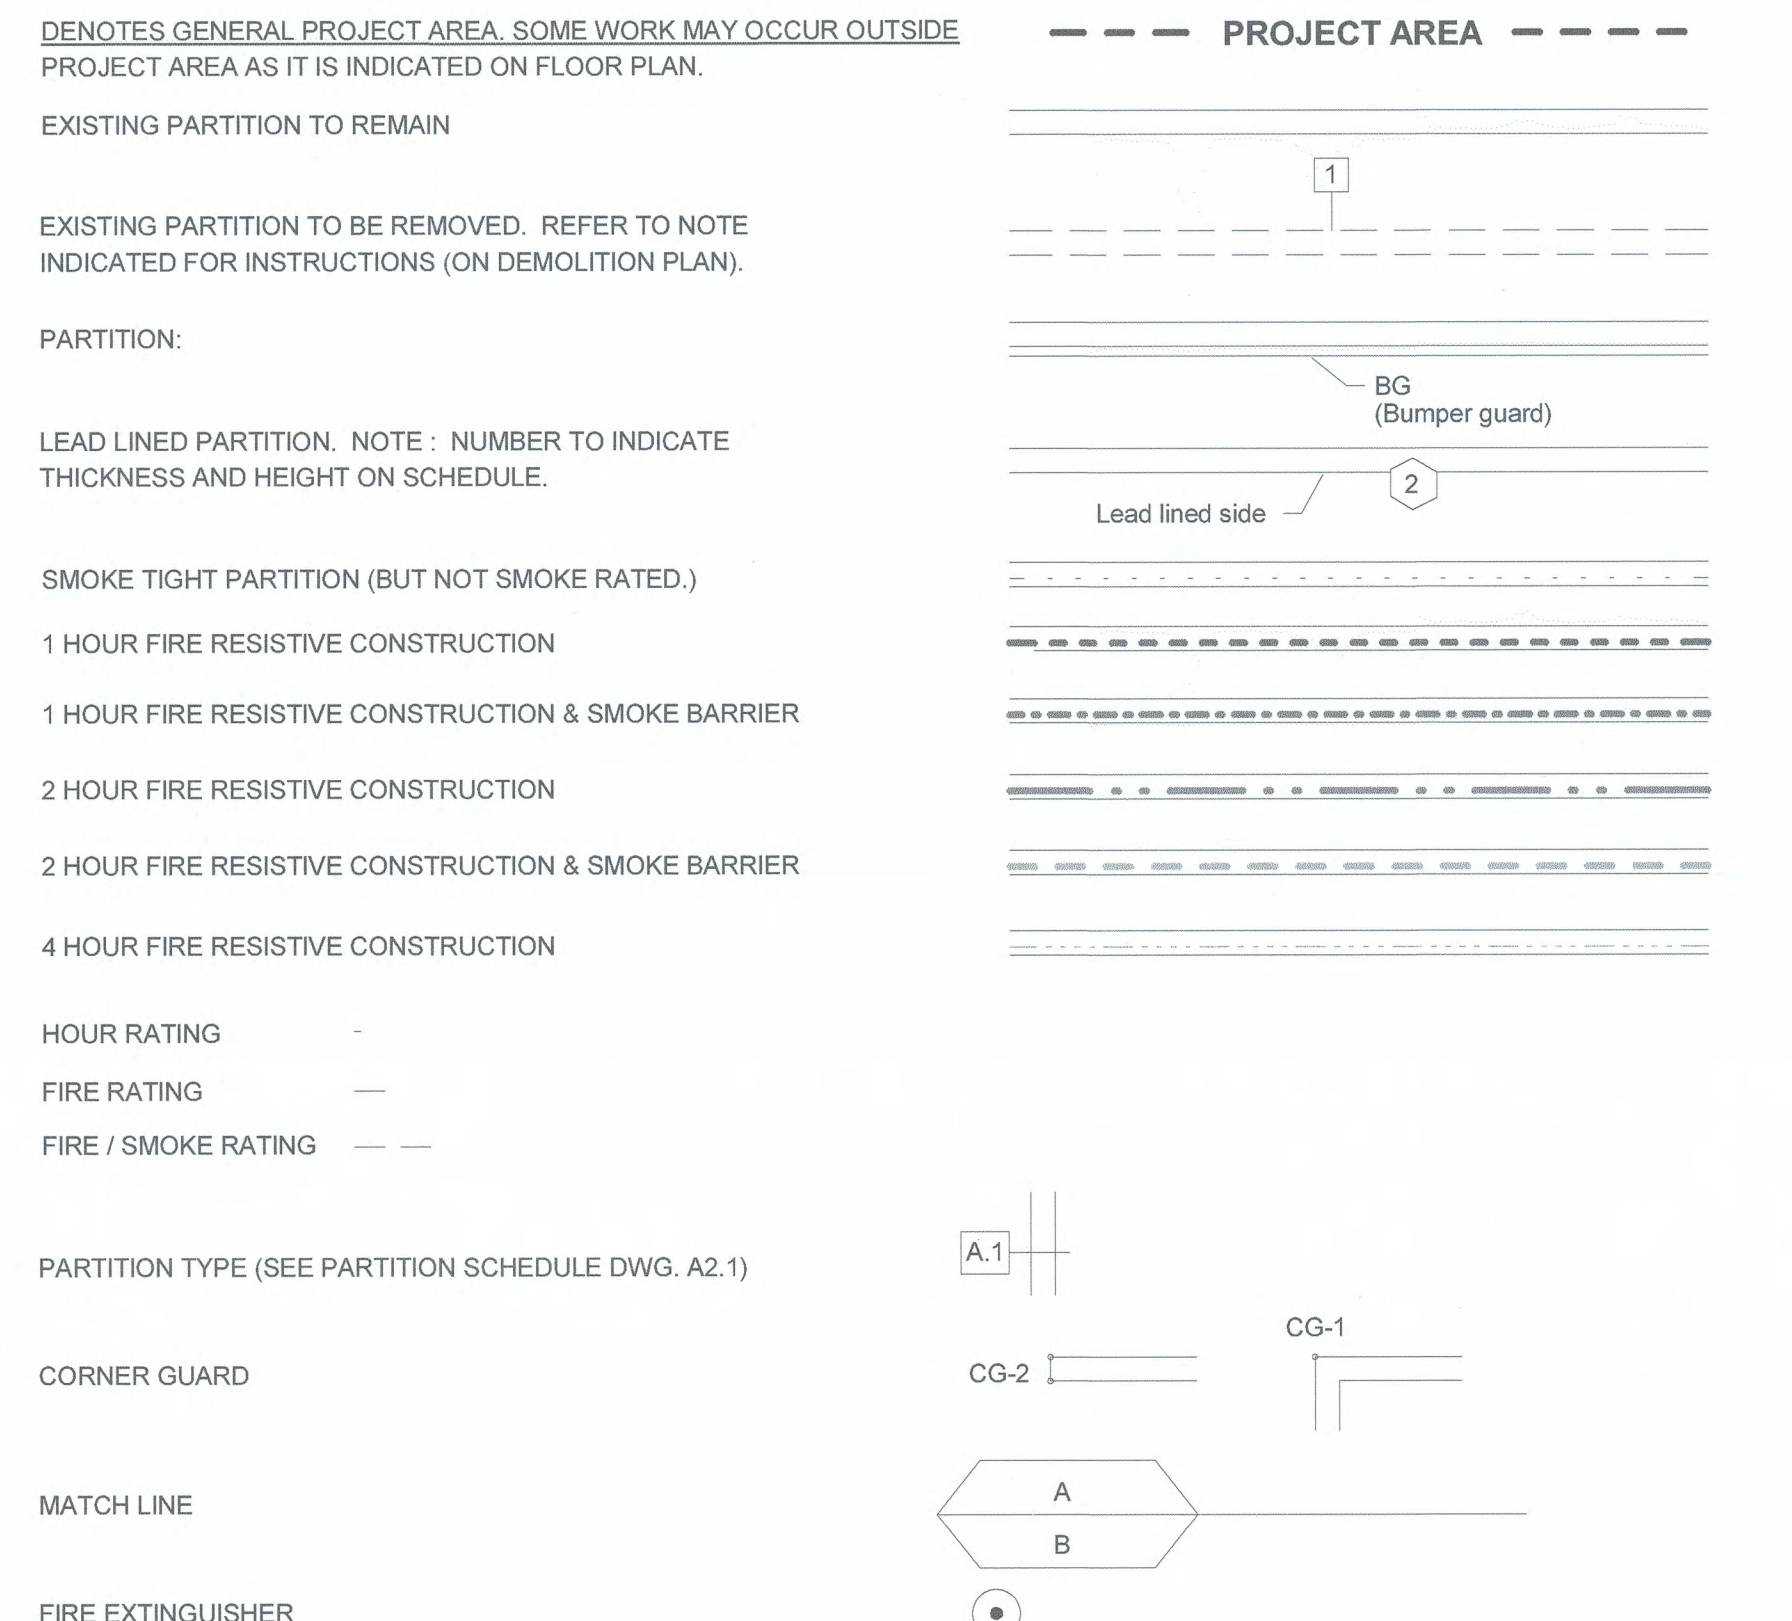 DENOTES GENERAL PROJECT AREA. SOME WORK MAY OCCUR OUTSIDE
PROJECT AREA AS IT IS INDICATED ON FLOOR PLAN.
PROJECT AREA
EXISTING PARTITION TO REMAIN
1
EXISTING PARTITION TO BE REMOVED. REFER TO NOTE
INDICATED FOR INSTRUCTIONS (ON DEMOLITION PLAN).
PARTITION:
BG
(Bumper guard)
LEAD LINED PARTITION. NOTE : NUMBER TO INDICATE
THICKNESS AND HEIGHT ON SCHEDULE.
2
Lead lined side
SMOKE TIGHT PARTITION (BUT NOT SMOKE RATED.)
1 HOUR FIRE RESISTIVE CONSTRUCTION
1 HOUR FIRE RESISTIVE CONSTRUCTION & SMOKE BARRIER
2 HOUR FIRE RESISTIVE CONSTRUCTION
2 HOUR FIRE RESISTIVE CONSTRUCTION & SMOKE BARRIER
4 HOUR FIRE RESISTIVE CONSTRUCTION
HOUR RATING
FIRE RATING
FIRE / SMOKE RATING
PARTITION TYPE (SEE PARTITION SCHEDULE DWG. A2.1)
A.1
CG-1
CORNER GUARD
CG-2
MATCH LINE
A
B
FIRE EXTINGUISHER